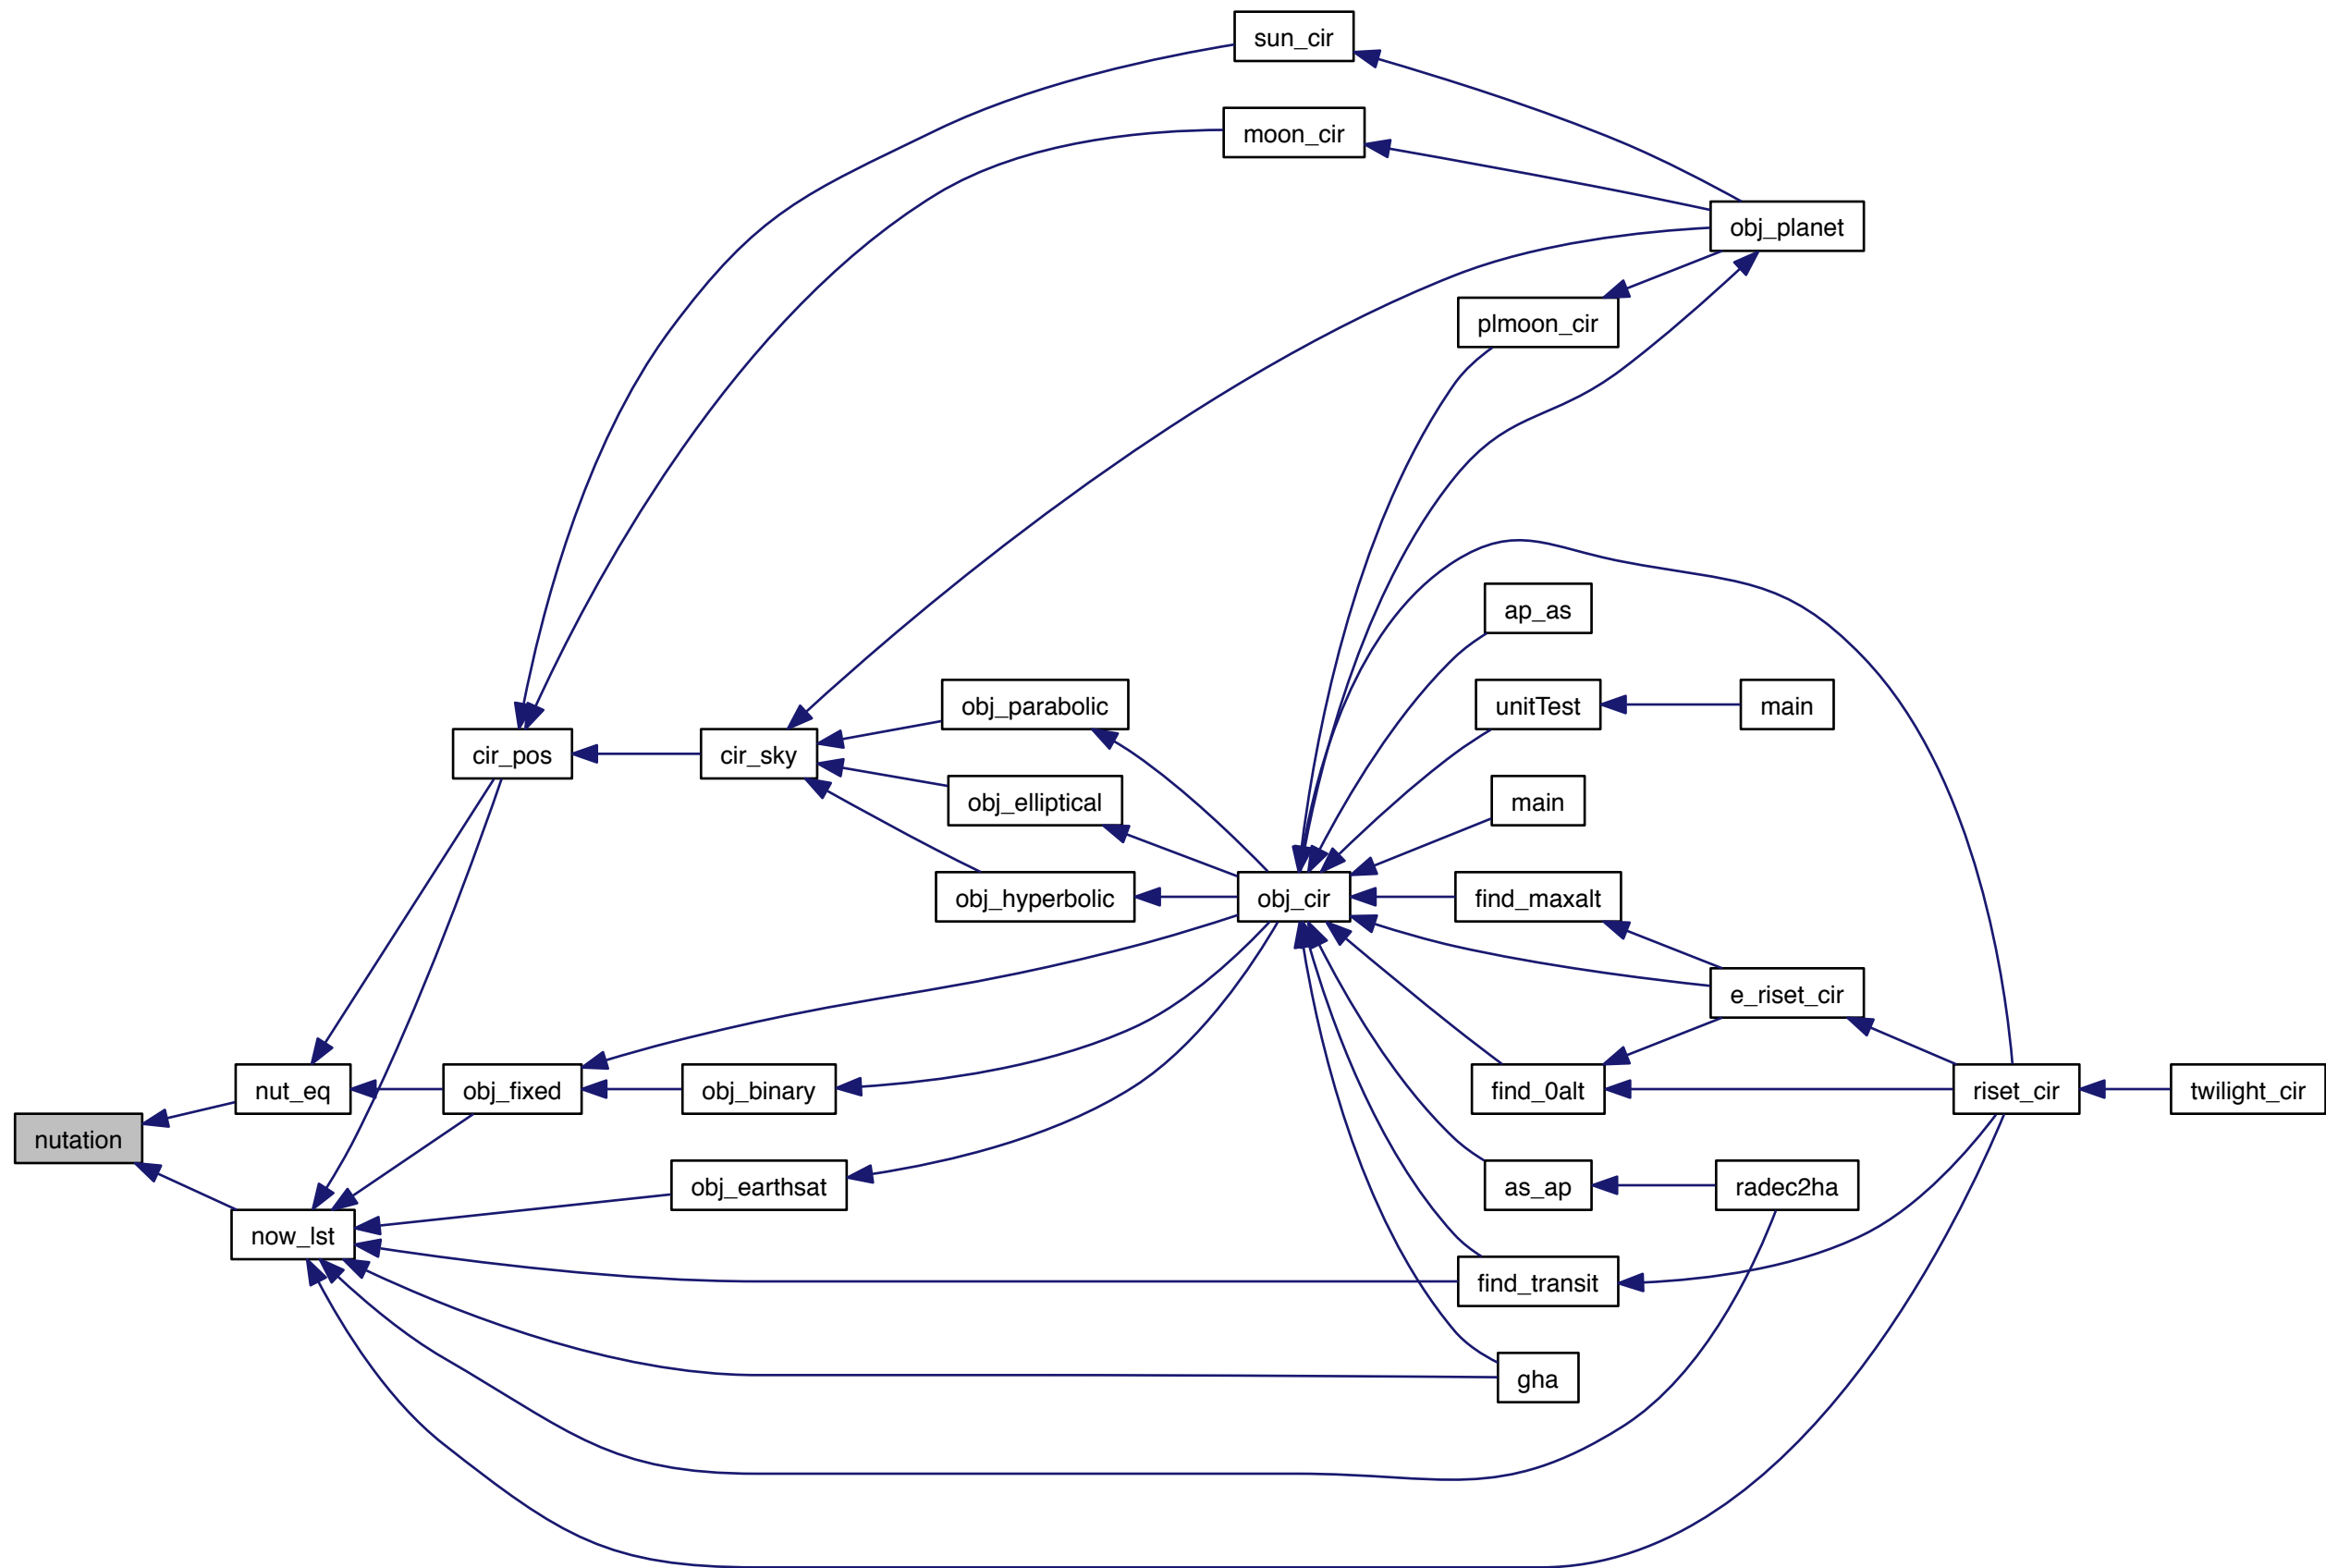 sun_cir
moon_cir
obj_planet
plmoon_cir
ap_as
obj_parabolic
unitTest
main
cir_pos
cir_sky
obj_elliptical
main
obj_hyperbolic
obj_cir
find_maxalt
e_riset_cir
nut_eq
obj_fixed
obj_binary
find_0alt
riset_cir
twilight_cir
nutation
obj_earthsat
as_ap
radec2ha
now_lst
find_transit
gha